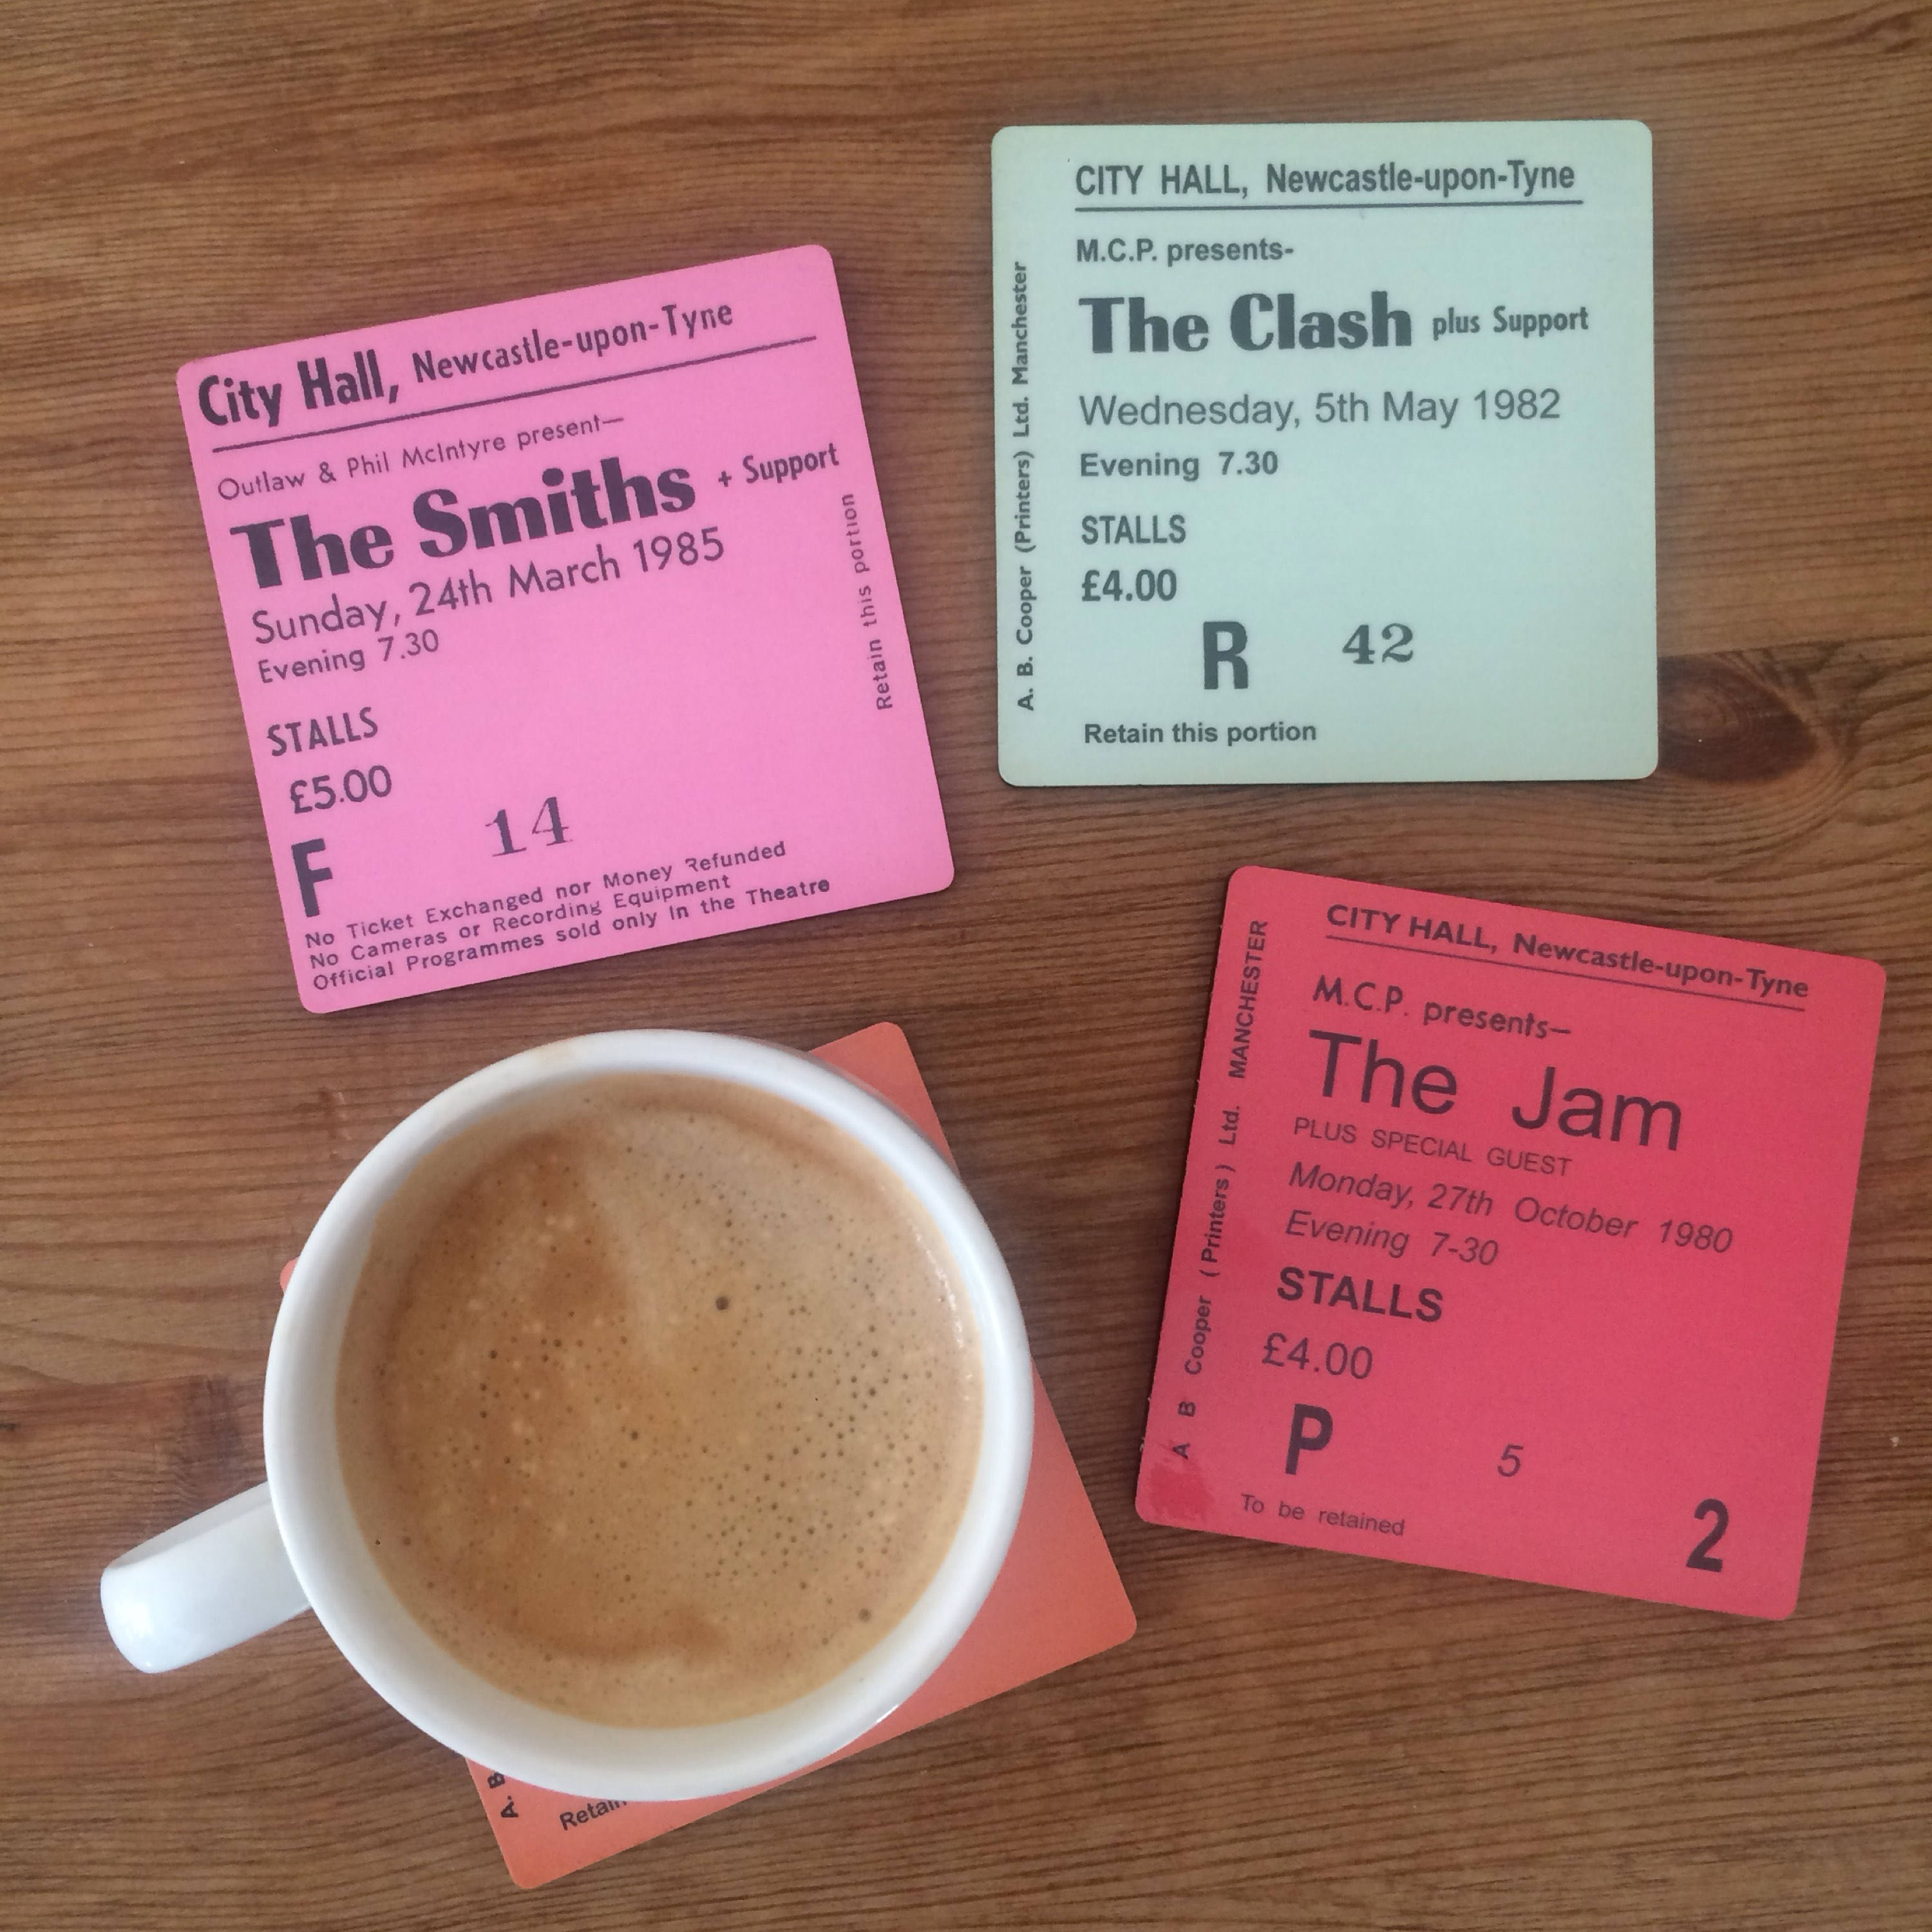 City Hall, Newcastle-upon-Tyne
Outlaw & Phil McIntyre present—
The Smiths + Support
Sunday, 24th March 1985
Evening 7.30
STALLS
£5.00
F 14
No Ticket Exchanged nor Money Refunded
No Cameras or Recording Equipment
Official Programmes sold only in the Theatre
Retain this portion
CITY HALL, Newcastle-upon-Tyne
M.C.P. presents-
The Clash plus Support
Wednesday, 5th May 1982
Evening 7.30
STALLS
£4.00
R 42
Retain this portion
A. B. Cooper (Printers) Ltd. Manchester
CITY HALL, Newcastle-upon-Tyne
M.C.P. presents—
The Jam
PLUS SPECIAL GUEST
Monday, 27th October 1980
Evening 7-30
STALLS
£4.00
P 5
2
To be retained
A B Cooper (Printers) Ltd. MANCHESTER
A. B
Retain